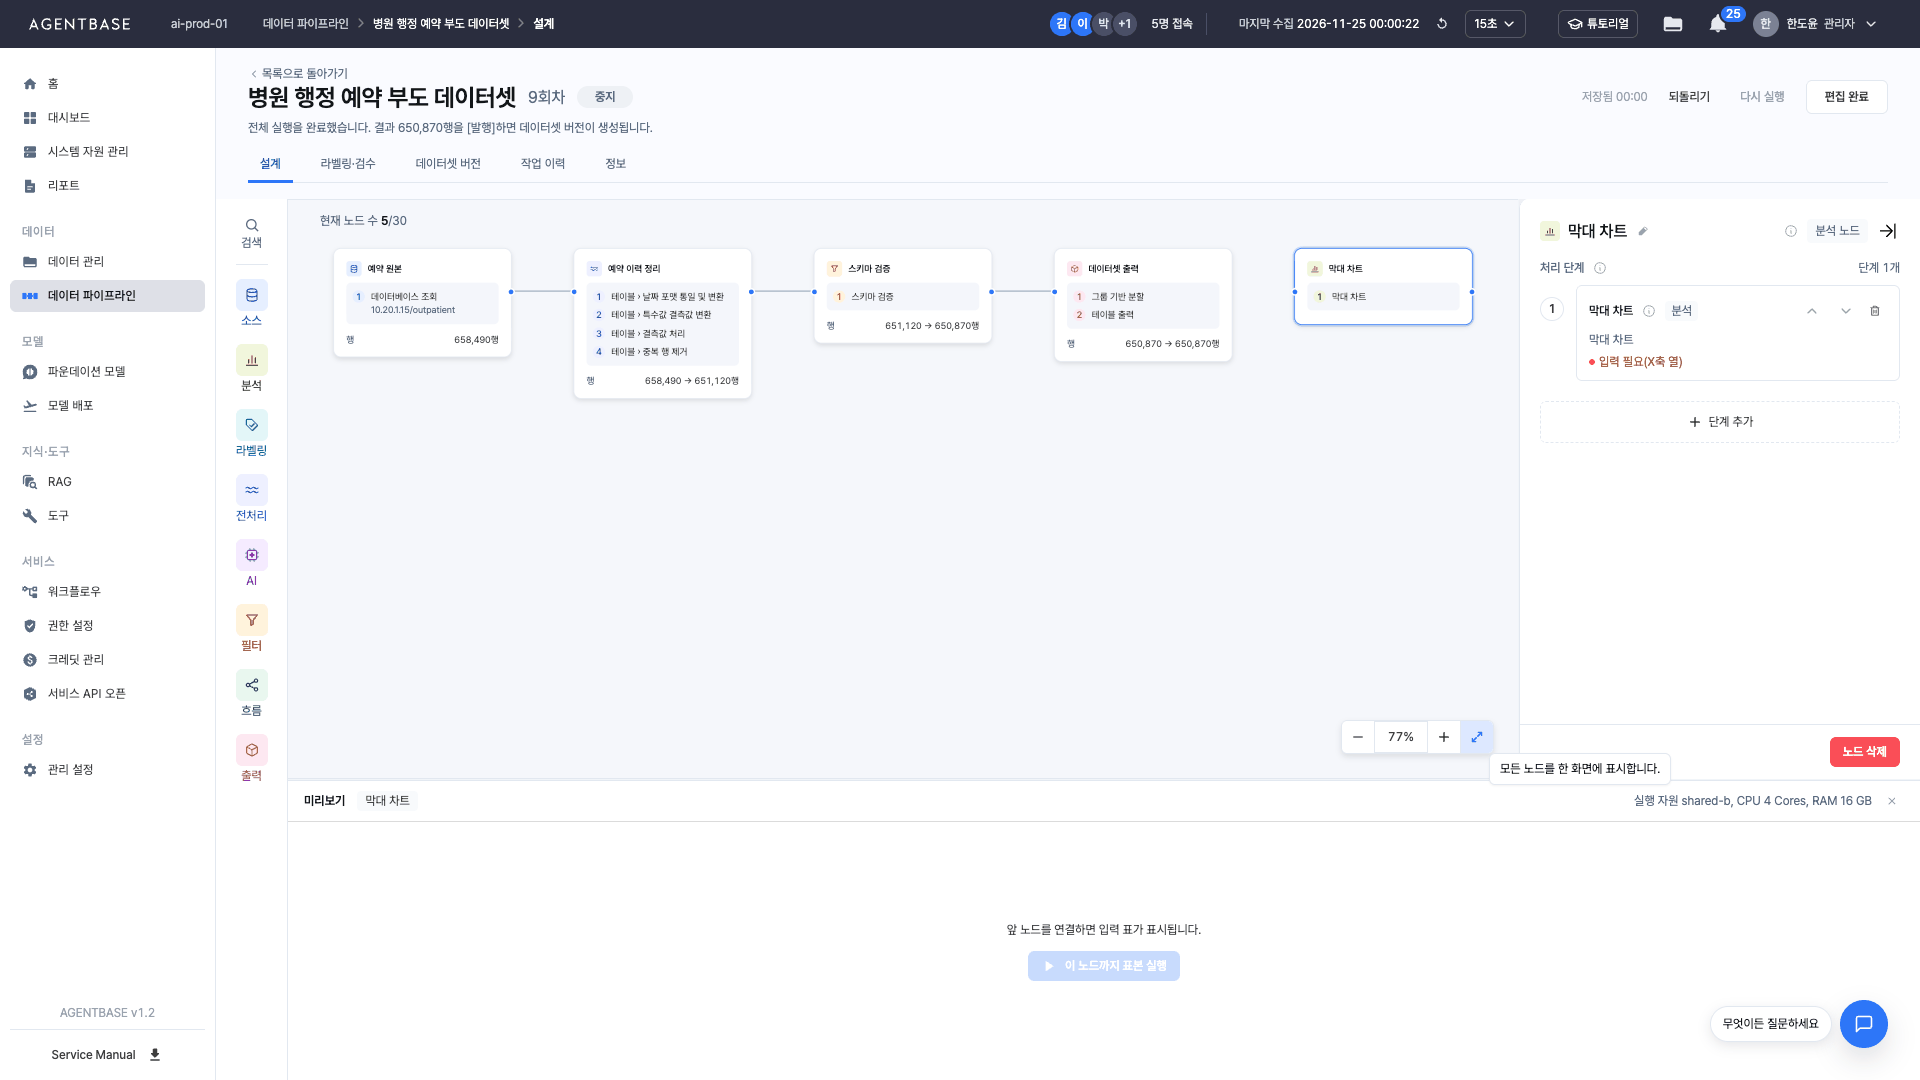 AGENTBASE
ai-prod-01
데이터 파이프라인 > 병원 행정 예약 부도 데이터셋 > 설계
김 이 박 +1 5명 접속
마지막 수집 2026-11-25 00:00:22
15초
튜토리얼
25
한 한도윤 관리자
홈
대시보드
시스템 자원 관리
리포트
데이터
데이터 관리
데이터 파이프라인
모델
파운데이션 모델
모델 배포
지식·도구
RAG
도구
서비스
워크플로우
권한 설정
크레딧 관리
서비스 API 오픈
설정
관리 설정
AGENTBASE v1.2
Service Manual
목록으로 돌아가기
병원 행정 예약 부도 데이터셋 9회차 중지
전체 실행을 완료했습니다. 결과 650,870행을 [발행]하면 데이터셋 버전이 생성됩니다.
저장됨 00:00 되돌리기 다시 실행 편집 완료
설계 라벨링·검수 데이터셋 버전 작업 이력 정보
검색
소스
분석
라벨링
전처리
AI
필터
흐름
출력
현재 노드 수 5/30
예약 원본
1 데이터베이스 조회
10.20.1.15/outpatient
행 658,490행
예약 이력 정리
1 테이블 › 날짜 포맷 통일 및 변환
2 테이블 › 특수값 결측값 변환
3 테이블 › 결측값 처리
4 테이블 › 중복 행 제거
행 658,490 → 651,120행
스키마 검증
1 스키마 검증
행 651,120 → 650,870행
데이터셋 출력
1 그룹 기반 분할
2 테이블 출력
행 650,870 → 650,870행
막대 차트
1 막대 차트
77%
모든 노드를 한 화면에 표시합니다.
막대 차트
분석 노드
처리 단계
단계 1개
1
막대 차트 분석
막대 차트
입력 필요(X축 열)
단계 추가
노드 삭제
미리보기 막대 차트
실행 자원 shared-b, CPU 4 Cores, RAM 16 GB
앞 노드를 연결하면 입력 표가 표시됩니다.
이 노드까지 표본 실행
무엇이든 질문하세요